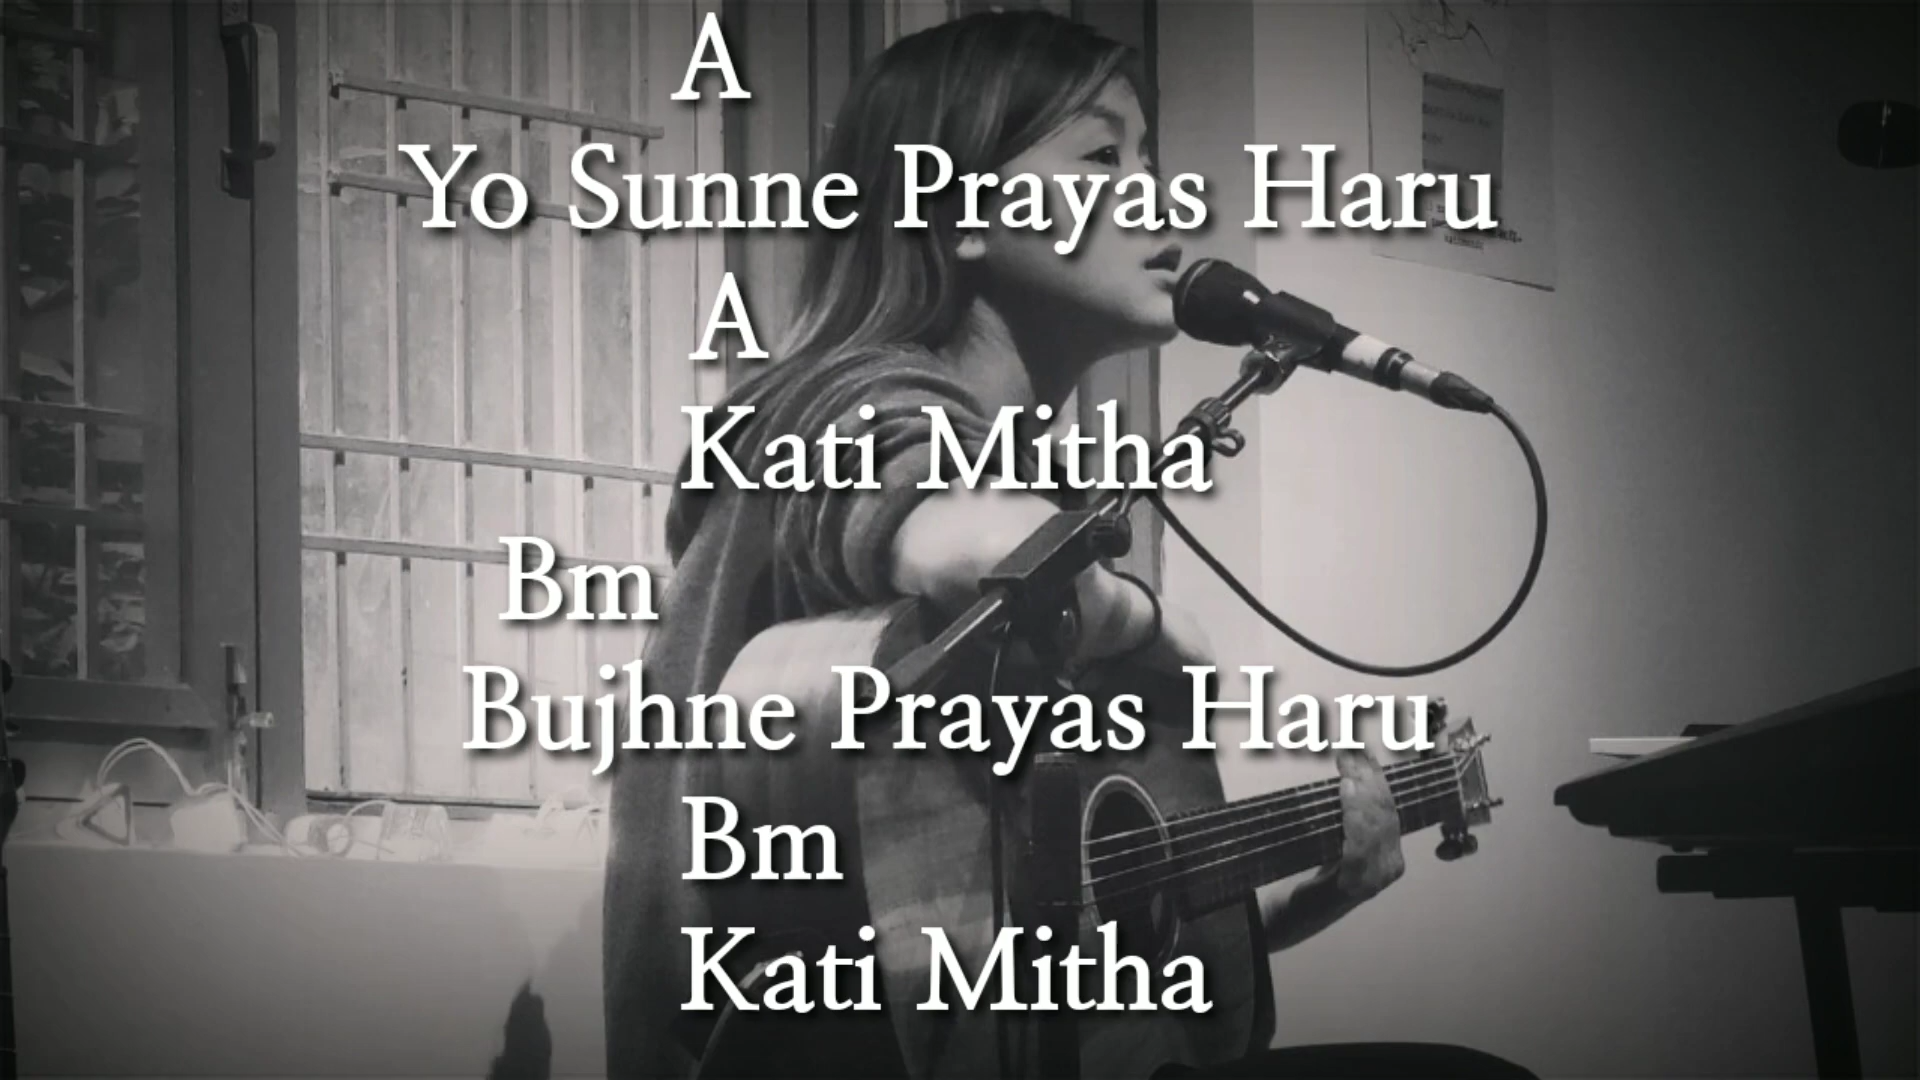 A
Yo Sunne Prayas Haru
A
Kati Mitha
Bm
Bujhne Prayas Haru
Bm
Kati Mitha